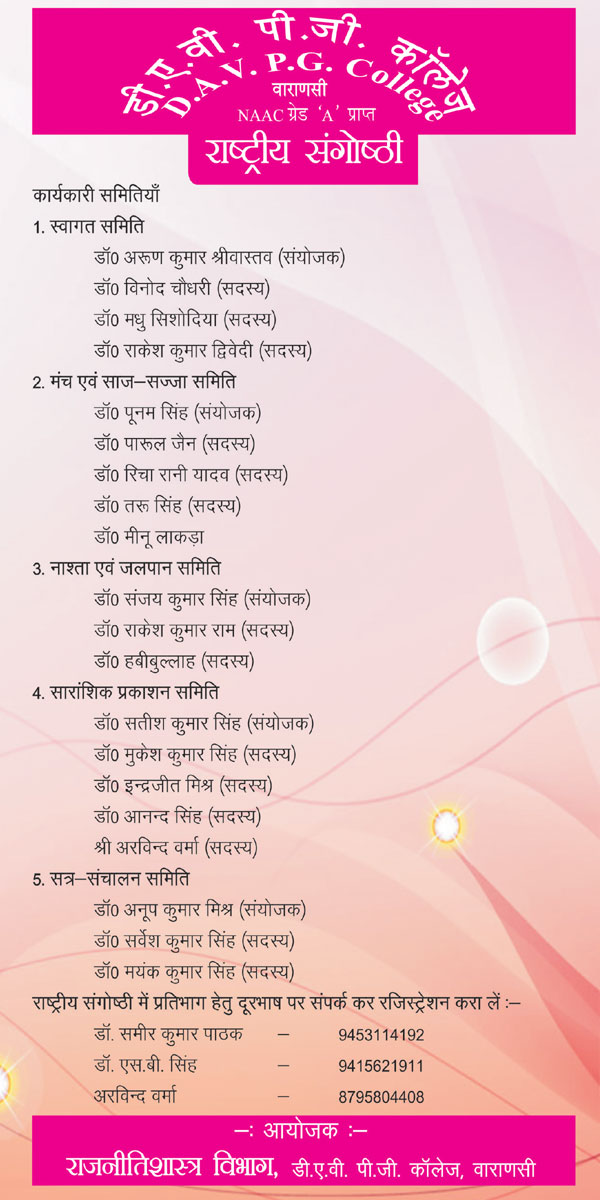 डी.ए.वी. पी.जी. कॉलेज
D.A.V. P.G. College
वाराणसी
NAAC ग्रेड ‘A’ प्राप्त
राष्ट्रीय संगोष्ठी
कार्यकारी समितियाँ
1. स्वागत समिति
डॉ0 अरूण कुमार श्रीवास्तव (संयोजक)
डॉ0 विनोद चौधरी (सदस्य)
डॉ0 मधु सिशोदिया (सदस्य)
डॉ0 राकेश कुमार द्विवेदी (सदस्य)
2. मंच एवं साज–सज्जा समिति
डॉ0 पूनम सिंह (संयोजक)
डॉ0 पारूल जैन (सदस्य)
डॉ0 रिचा रानी यादव (सदस्य)
डॉ0 तरू सिंह (सदस्य)
डॉ0 मीनू लाकड़ा
3. नाश्ता एवं जलपान समिति
डॉ0 संजय कुमार सिंह (संयोजक)
डॉ0 राकेश कुमार राम (सदस्य)
डॉ0 हबीबुल्लाह (सदस्य)
4. सारांशिक प्रकाशन समिति
डॉ0 सतीश कुमार सिंह (संयोजक)
डॉ0 मुकेश कुमार सिंह (सदस्य)
डॉ0 इन्द्रजीत मिश्र (सदस्य)
डॉ0 आनन्द सिंह (सदस्य)
श्री अरविन्द वर्मा (सदस्य)
5. सत्र–संचालन समिति
डॉ0 अनूप कुमार मिश्र (संयोजक)
डॉ0 सर्वेश कुमार सिंह (सदस्य)
डॉ0 मयंक कुमार सिंह (सदस्य)
राष्ट्रीय संगोष्ठी में प्रतिभाग हेतु दूरभाष पर संपर्क कर रजिस्ट्रेशन करा लें :–
डॉ. समीर कुमार पाठक – 9453114192
डॉ. एस.बी. सिंह – 9415621911
अरविन्द वर्मा – 8795804408
–: आयोजक :–
राजनीतिशास्त्र विभाग, डी.ए.वी. पी.जी. कॉलेज, वाराणसी